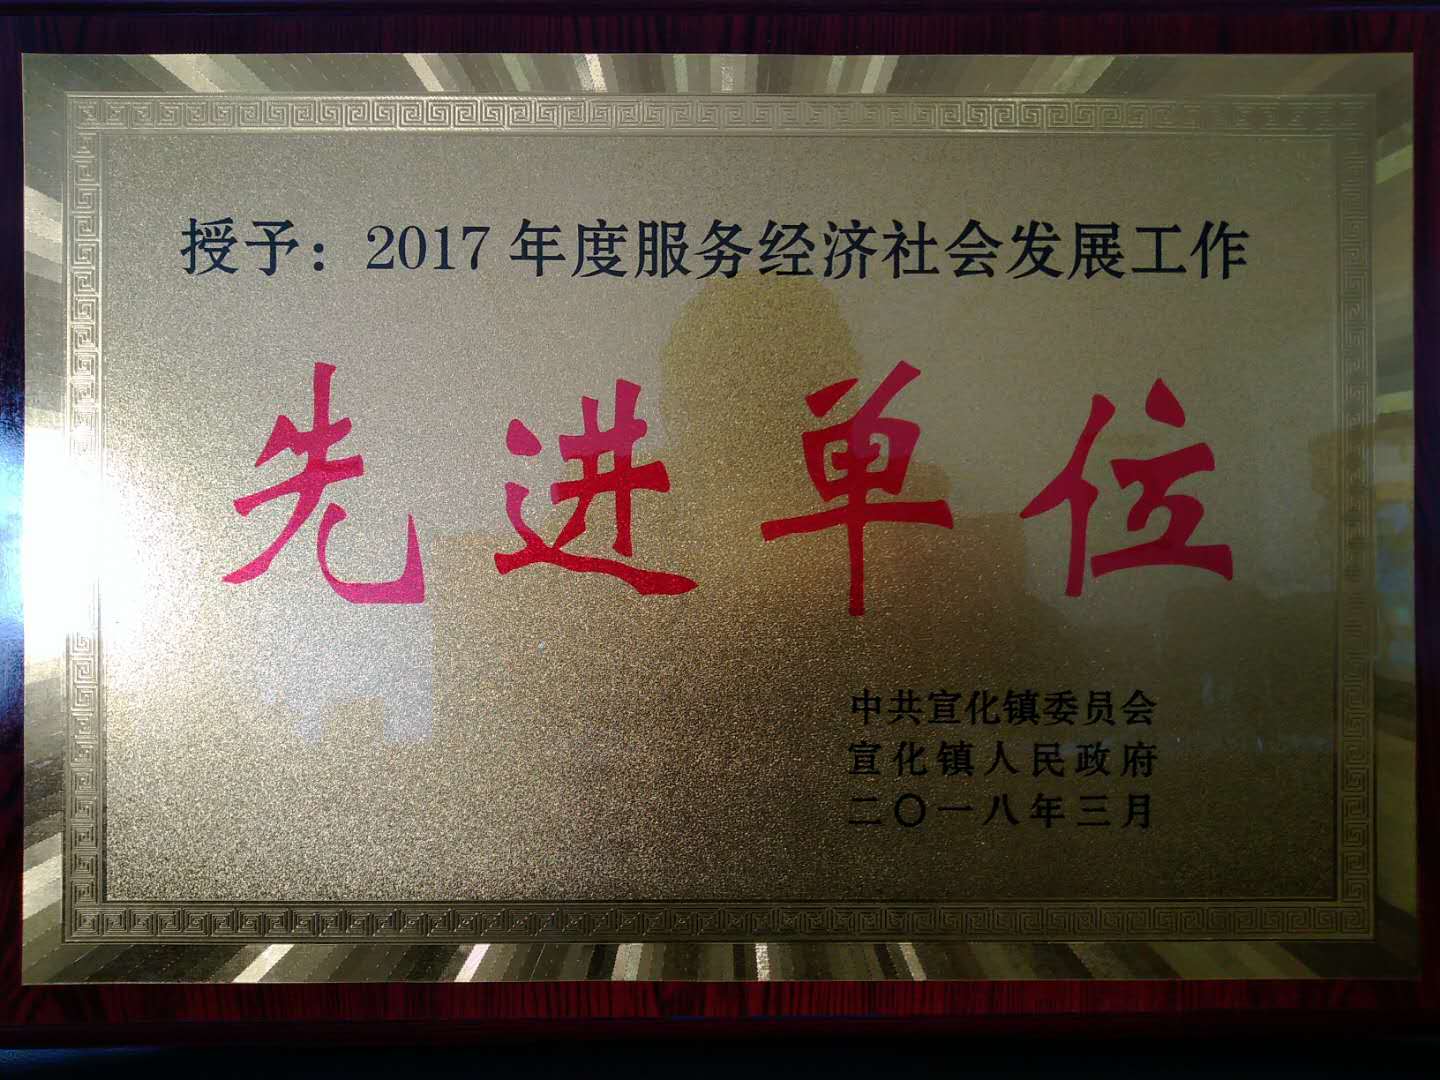 授予：2017年度服务经济社会发展工作
先进单位
中共宣化镇委员会
宣化镇人民政府
二〇一八年三月